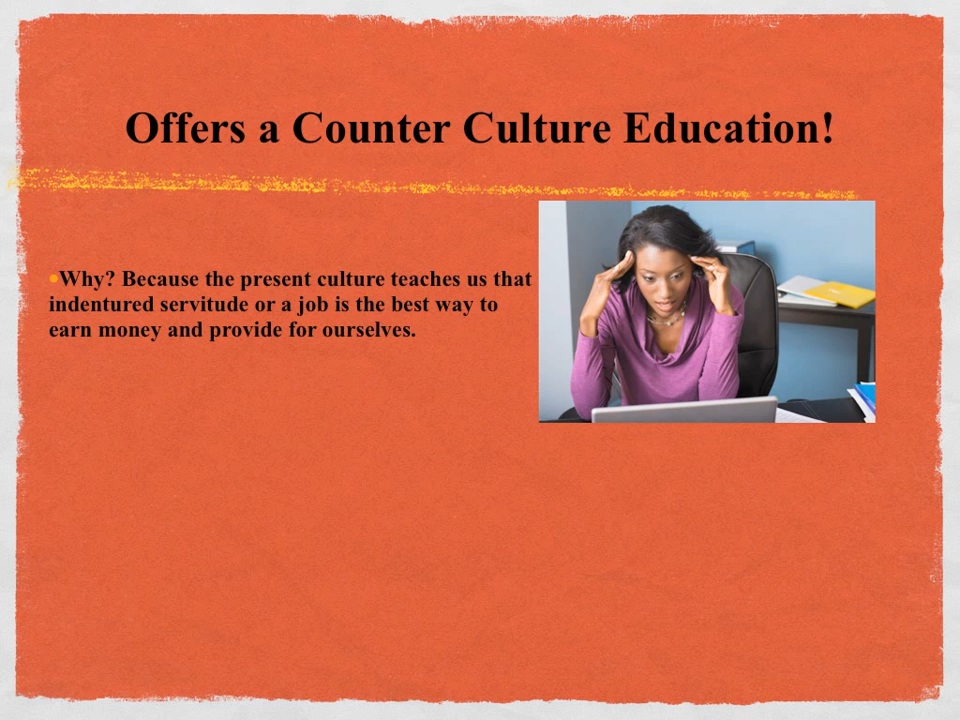 Offers a Counter Culture Education!
•Why? Because the present culture teaches us that
indentured servitude or a job is the best way to
earn money and provide for ourselves.